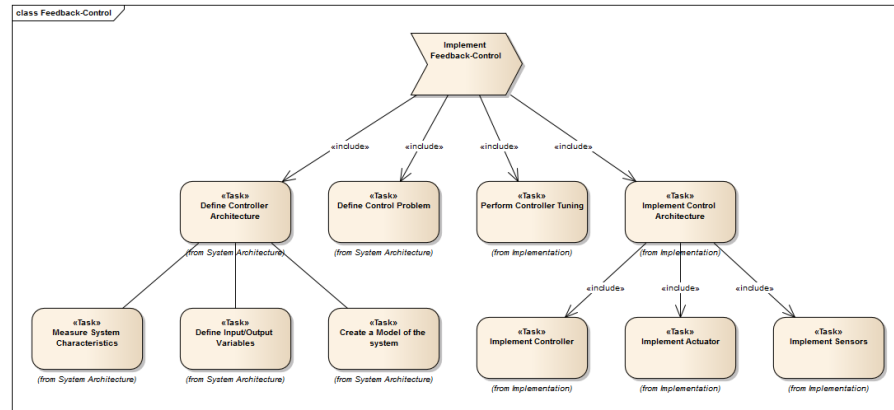 class Feedback-Control
Implement
Feedback-Control
«include»
«include»
«include»
«include»
«Task»
Define Controller
Architecture
(from System Architecture)
«Task»
Define Control Problem
(from System Architecture)
«Task»
Perform Controller Tuning
(from Implementation)
«Task»
Implement Control
Architecture
(from Implementation)
«include»
«include»
«include»
«Task»
Measure System
Characteristics
(from System Architecture)
«Task»
Define Input/Output
Variables
(from System Architecture)
«Task»
Create a Model of the
system
(from System Architecture)
«Task»
Implement Controller
(from Implementation)
«Task»
Implement Actuator
(from Implementation)
«Task»
Implement Sensors
(from Implementation)